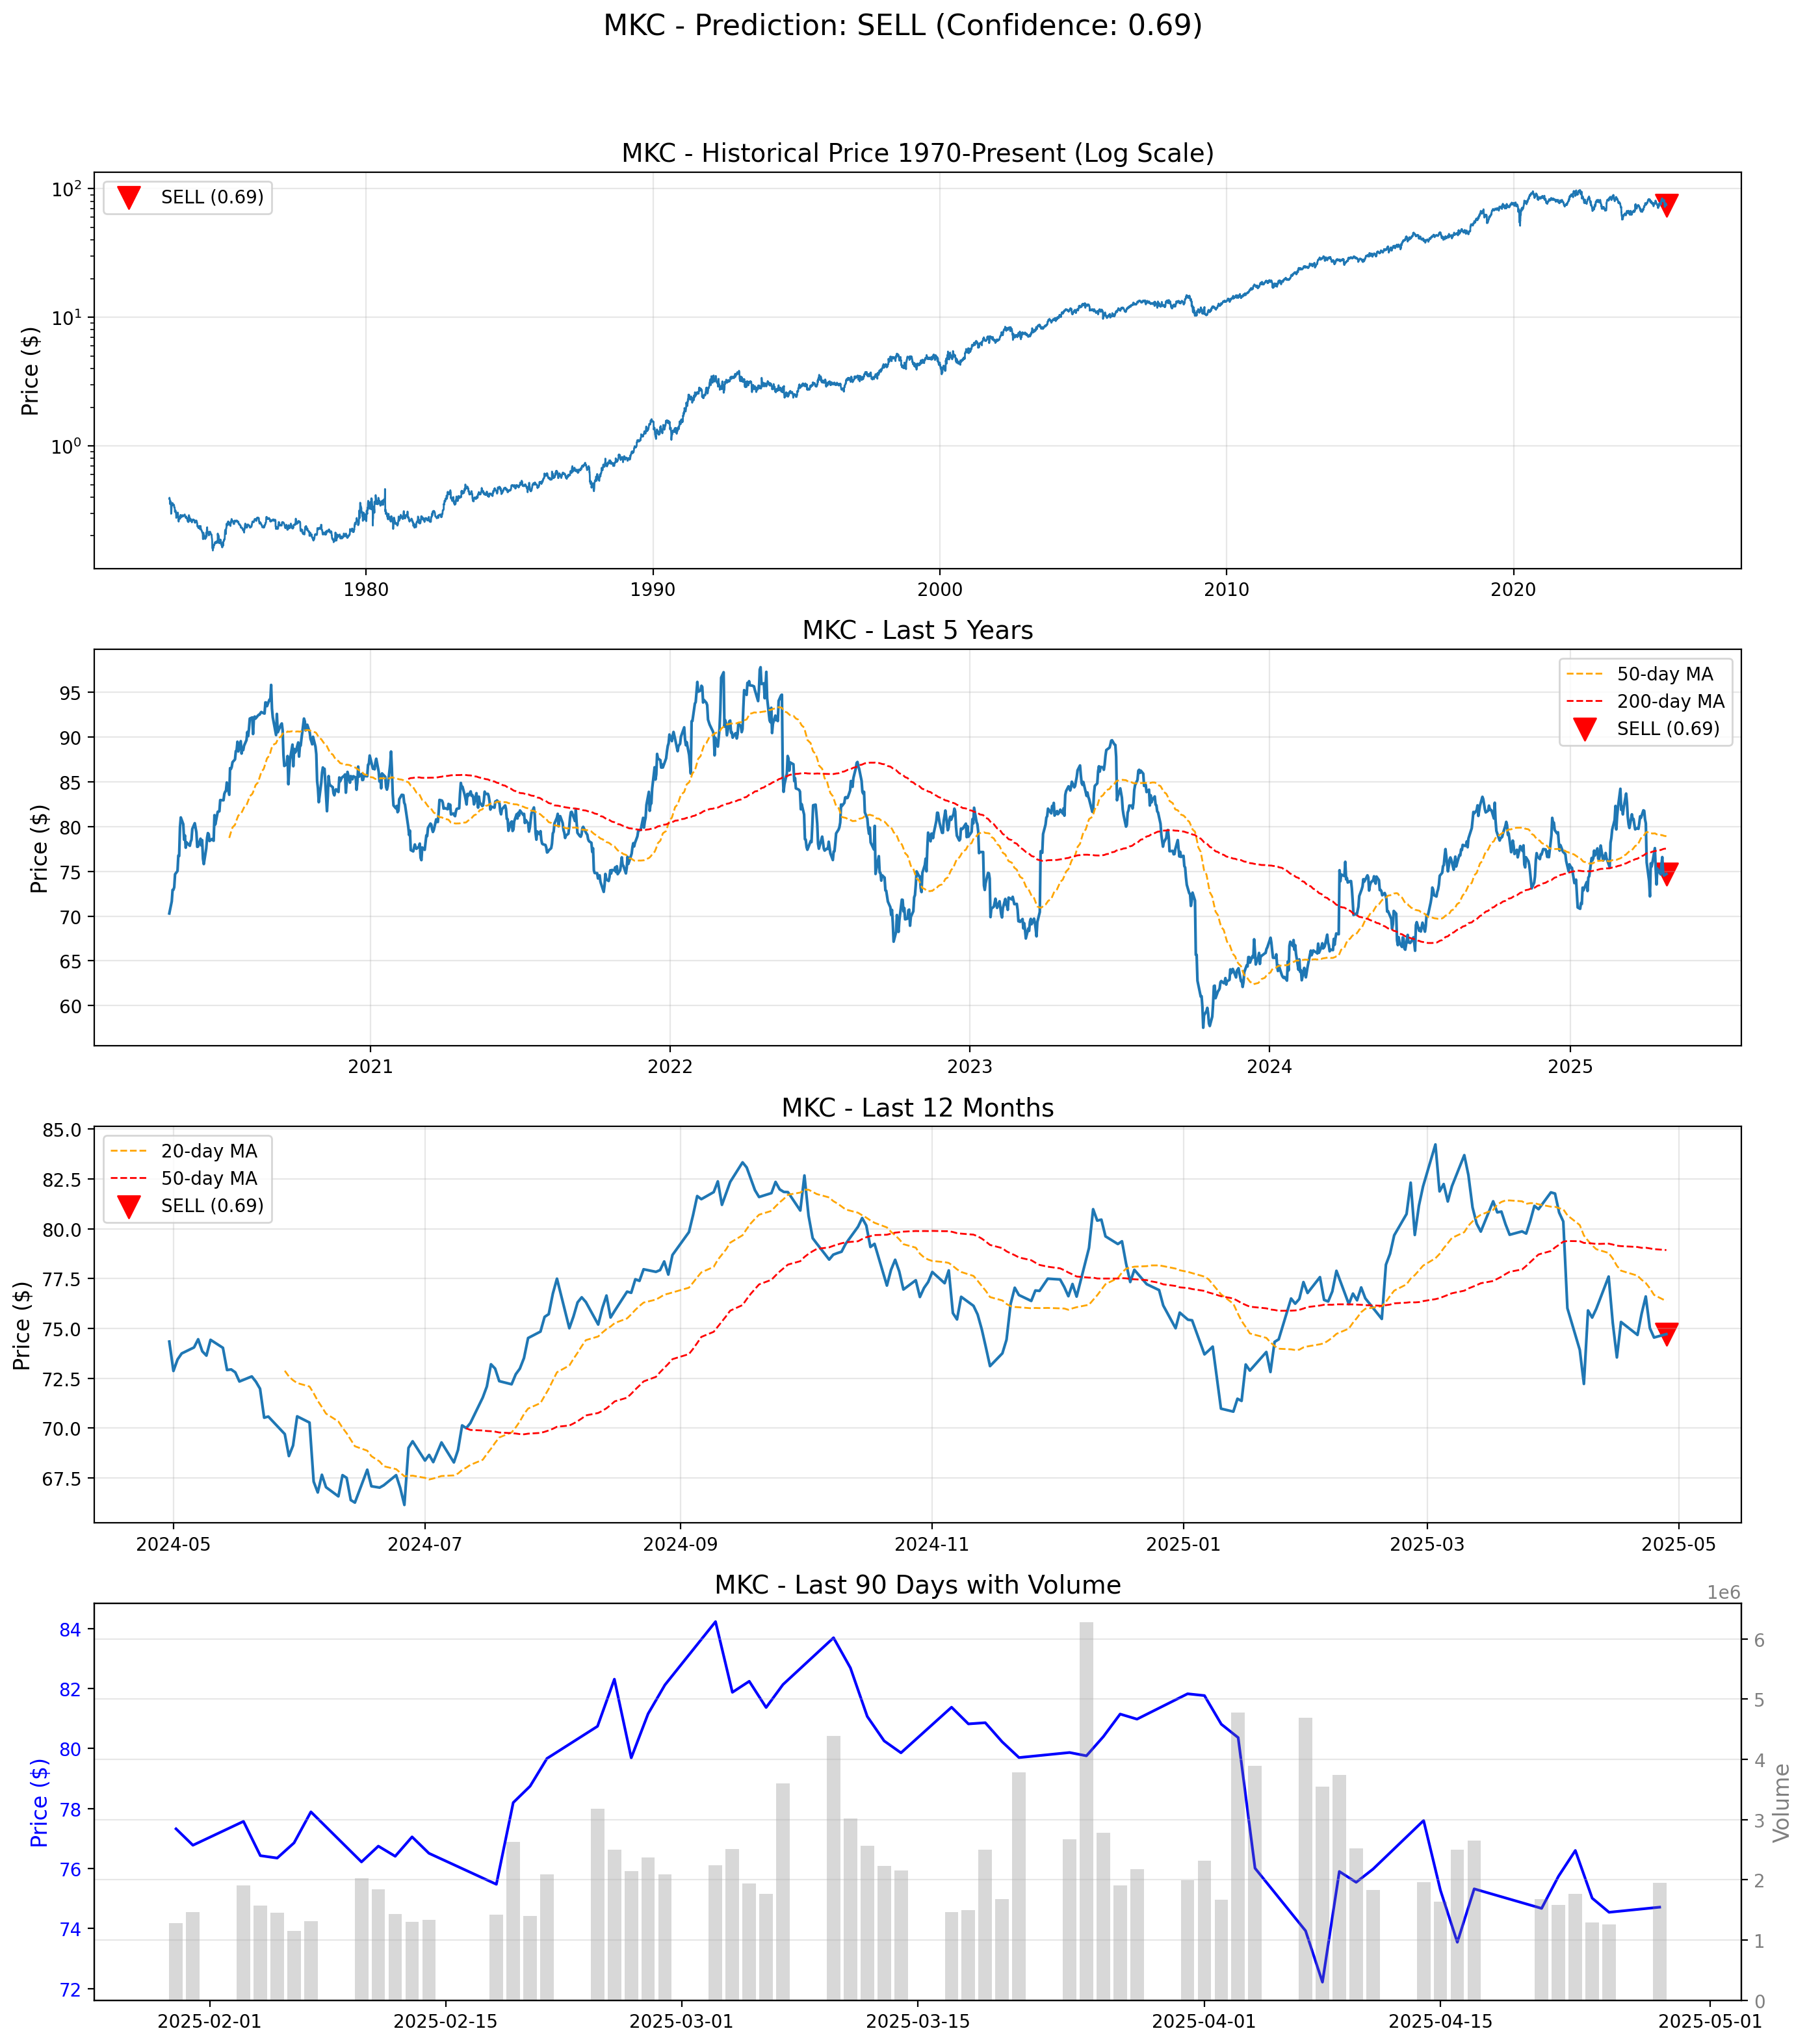 MKC - Prediction: SELL (Confidence: 0.69)
MKC - Historical Price 1970-Present (Log Scale)
SELL (0.69)
Price ($)
10²
10¹
10⁰
1980 1990 2000 2010 2020
MKC - Last 5 Years
50-day MA
200-day MA
SELL (0.69)
Price ($)
95
90
85
80
75
70
65
60
2021 2022 2023 2024 2025
MKC - Last 12 Months
20-day MA
50-day MA
SELL (0.69)
Price ($)
85.0
82.5
80.0
77.5
75.0
72.5
70.0
67.5
2024-05 2024-07 2024-09 2024-11 2025-01 2025-03 2025-05
MKC - Last 90 Days with Volume
1e6
Price ($)
84
82
80
78
76
74
72
6
5
4
3
2
1
0
Volume
2025-02-01 2025-02-15 2025-03-01 2025-03-15 2025-04-01 2025-04-15 2025-05-01